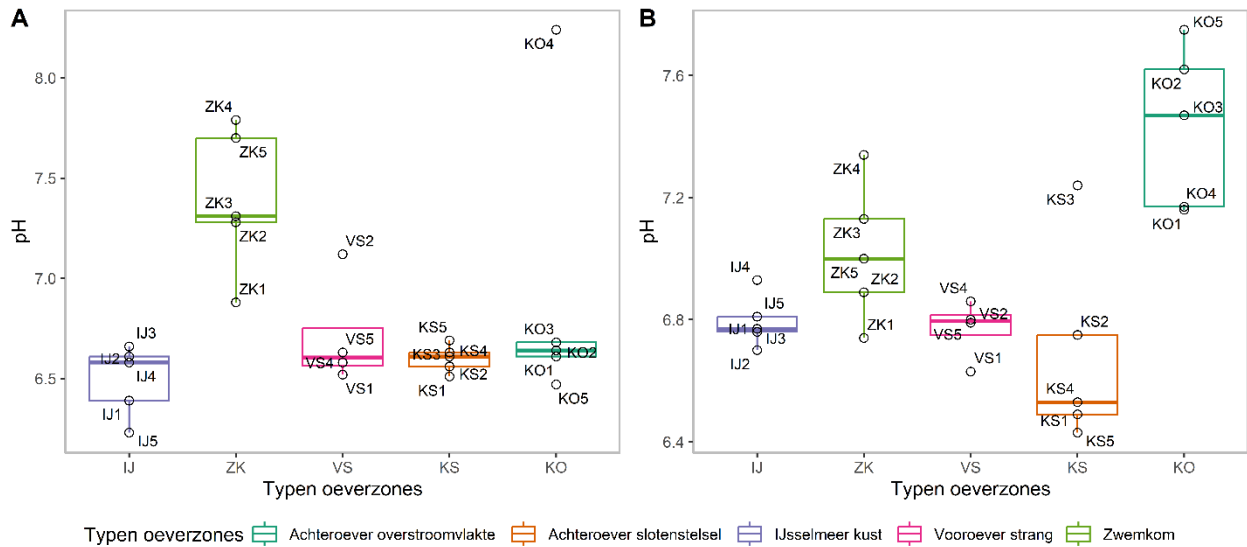 A
pH
8.0
7.5
7.0
6.5
KO4
ZK4
ZK5
ZK3
ZK2
ZK1
VS2
IJ3
IJ2
IJ4
IJ1
IJ5
VS5
VS4
VS1
KS5
KS3
KS4
KS2
KS1
KO3
KO2
KO1
KO5
IJ
ZK
VS
KS
KO
Typen oeverzones
B
pH
7.6
7.2
6.8
6.4
KO5
KO2
KO3
KO4
KO1
ZK4
ZK3
ZK5
ZK2
ZK1
KS3
IJ4
IJ5
IJ1
IJ3
IJ2
VS4
VS2
VS5
VS1
KS2
KS4
KS1
KS5
IJ
ZK
VS
KS
KO
Typen oeverzones
Typen oeverzones Achteroever overstroomvlakte Achteroever slotenstelsel IJsselmeer kust Vooroever strang Zwemkom